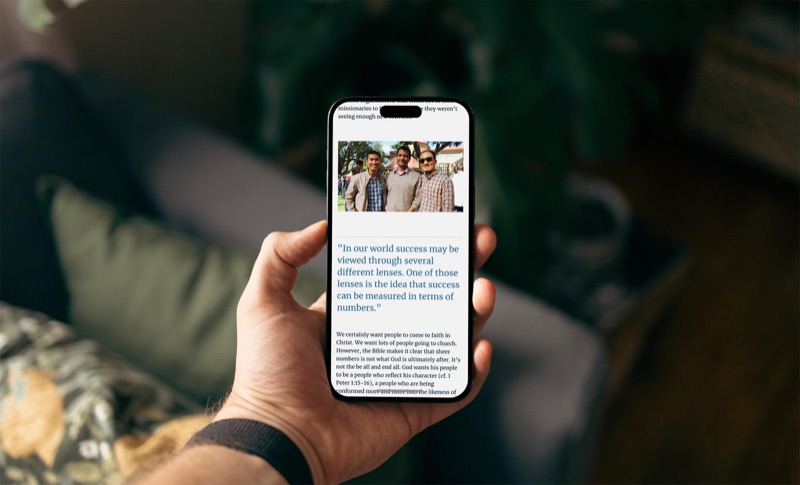 missionaries to they weren't
seeing enough
"In our world success may be
viewed through several
different lenses. One of those
lenses is the idea that success
can be measured in terms of
numbers."
We certainly want people to come to faith in
Christ. We want lots of people going to church.
However, the Bible makes it clear that sheer
numbers is not what God is ultimately after. It's
not the be all and end all. God wants his people
to be a people who reflect his character (cf. 1
Peter 1:15-16), a people who are being
conformed more and more into the likeness of